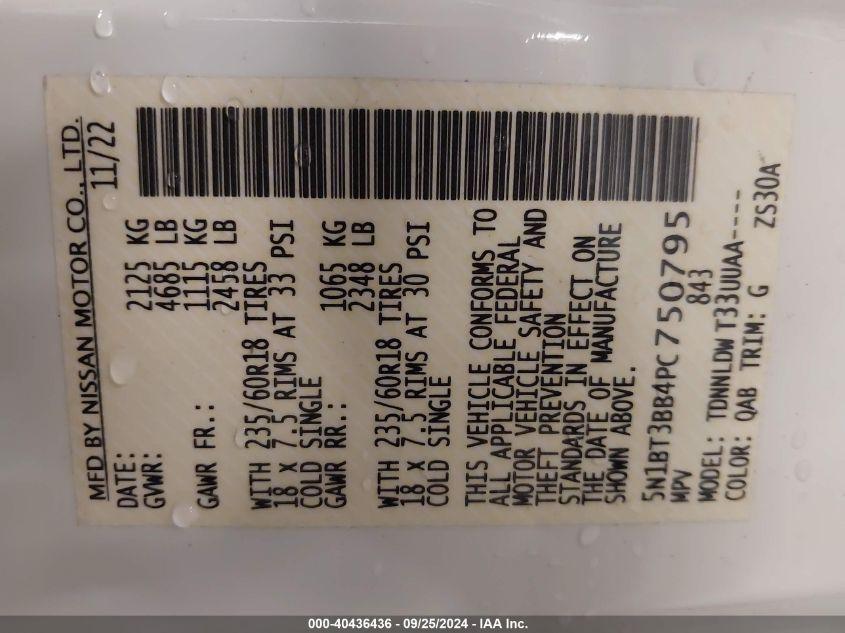 MFD BY NISSAN MOTOR CO., LTD.
DATE: 11/22
GVWR: 2125 KG
4685 LB
GAWR FR.: 1115 KG
2458 LB
WITH 235/60R18 TIRES
18 X 7.5 RIMS AT 33 PSI
COLD SINGLE
GAWR RR.: 1065 KG
2348 LB
WITH 235/60R18 TIRES
18 X 7.5 RIMS AT 30 PSI
COLD SINGLE
THIS VEHICLE CONFORMS TO
ALL APPLICABLE FEDERAL
MOTOR VEHICLE SAFETY AND
THEFT PREVENTION
STANDARDS IN EFFECT ON
THE DATE OF MANUFACTURE
SHOWN ABOVE.
5N1BT3BB4PC750795
MPV 843
MODEL: TDNNLDWT33UUAA----
COLOR: QAB TRIM: G ZS30A
000-40436436 - 09/25/2024 - IAA Inc.